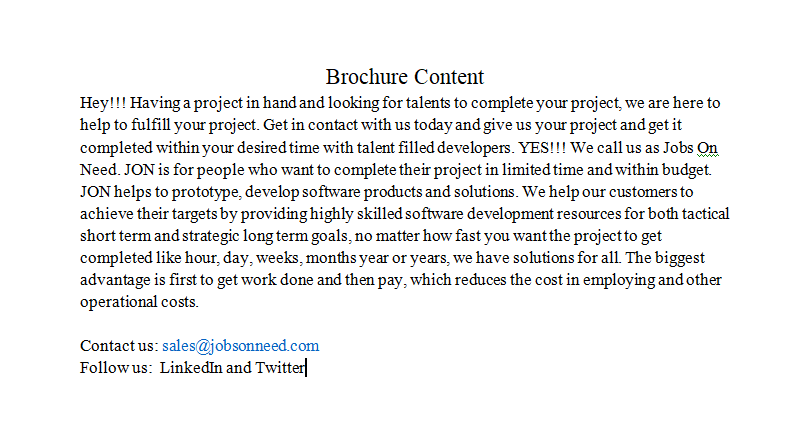 Brochure Content
Hey!!! Having a project in hand and looking for talents to complete your project, we are here to
help to fulfill your project. Get in contact with us today and give us your project and get it
completed within your desired time with talent filled developers. YES!!! We call us as Jobs On
Need. JON is for people who want to complete their project in limited time and within budget.
JON helps to prototype, develop software products and solutions. We help our customers to
achieve their targets by providing highly skilled software development resources for both tactical
short term and strategic long term goals, no matter how fast you want the project to get
completed like hour, day, weeks, months year or years, we have solutions for all. The biggest
advantage is first to get work done and then pay, which reduces the cost in employing and other
operational costs.
Contact us: sales@jobsonneed.com
Follow us:  LinkedIn and Twitter